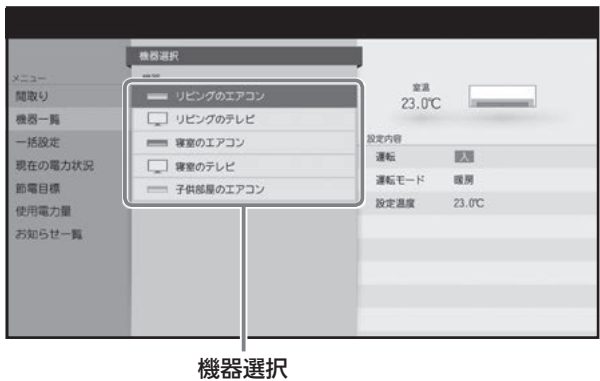 機器選択
メニュー
間取り
機器一覧
一括設定
現在の電力状況
節電目標
使用電力量
お知らせ一覧
リビングのエアコン
リビングのテレビ
寝室のエアコン
寝室のテレビ
子供部屋のエアコン
室温
23.0℃
設定内容
運転 入
運転モード 暖房
設定温度 23.0℃
機器選択